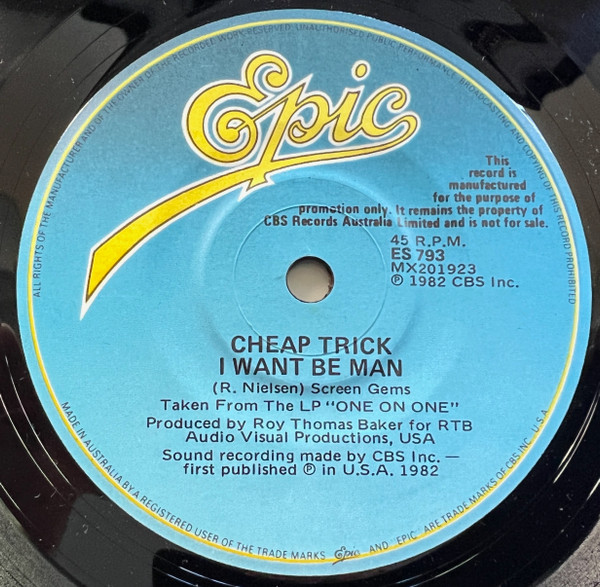 ALL RIGHTS OF THE MANUFACTURER AND OF THE OWNER OF THE RECORDED WORK RESERVED. UNAUTHORISED PUBLIC PERFORMANCE, BROADCASTING AND COPYING OF THIS RECORD PROHIBITED
Epic
This
record is
manufactured
for the purpose of
promotion only. It remains the property of
CBS Records Australia Limited and is not for sale.
45 R.P.M.
ES 793
MX201923
℗ 1982 CBS Inc.
CHEAP TRICK
I WANT BE MAN
(R. Nielsen) Screen Gems
Taken From The LP "ONE ON ONE"
Produced by Roy Thomas Baker for RTB
Audio Visual Productions, USA
Sound recording made by CBS Inc. —
first published ℗ in U.S.A. 1982
MADE IN AUSTRALIA BY A REGISTERED USER OF THE TRADE MARKS Epic AND EPIC ARE TRADE MARKS OF CBS INC. U.S.A.